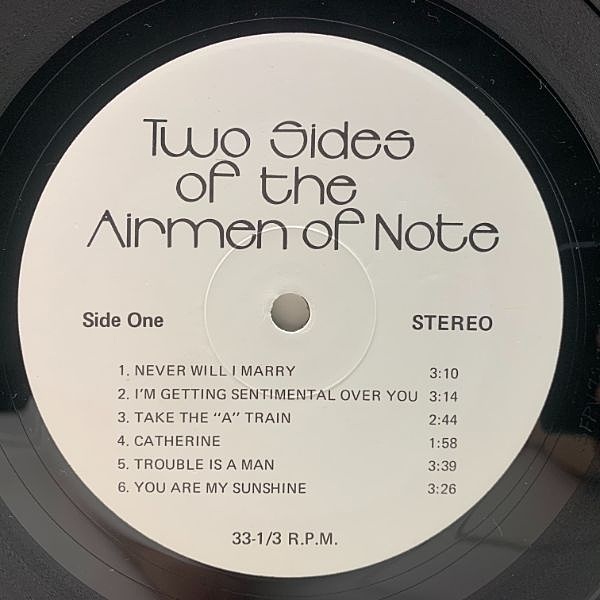 Two Sides
of the
Airmen of Note
Side One STEREO
1. NEVER WILL I MARRY 3:10
2. I'M GETTING SENTIMENTAL OVER YOU 3:14
3. TAKE THE "A" TRAIN 2:44
4. CATHERINE 1:58
5. TROUBLE IS A MAN 3:39
6. YOU ARE MY SUNSHINE 3:26
33-1/3 R.P.M.